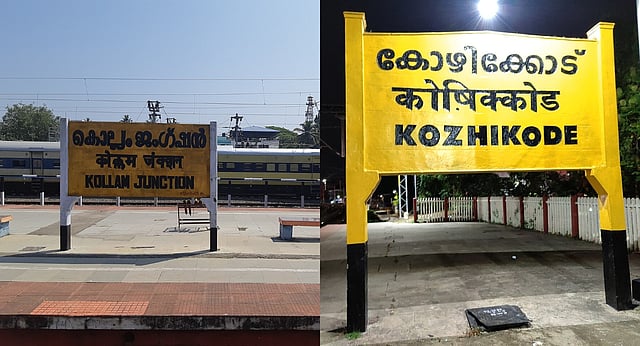 കൊല്ലം ജംഗ്ഷൻ
कोल्लम जंक्शन
KOLLAM JUNCTION
കോഴിക്കോട്
कोषि़क्कोड
KOZHIKODE